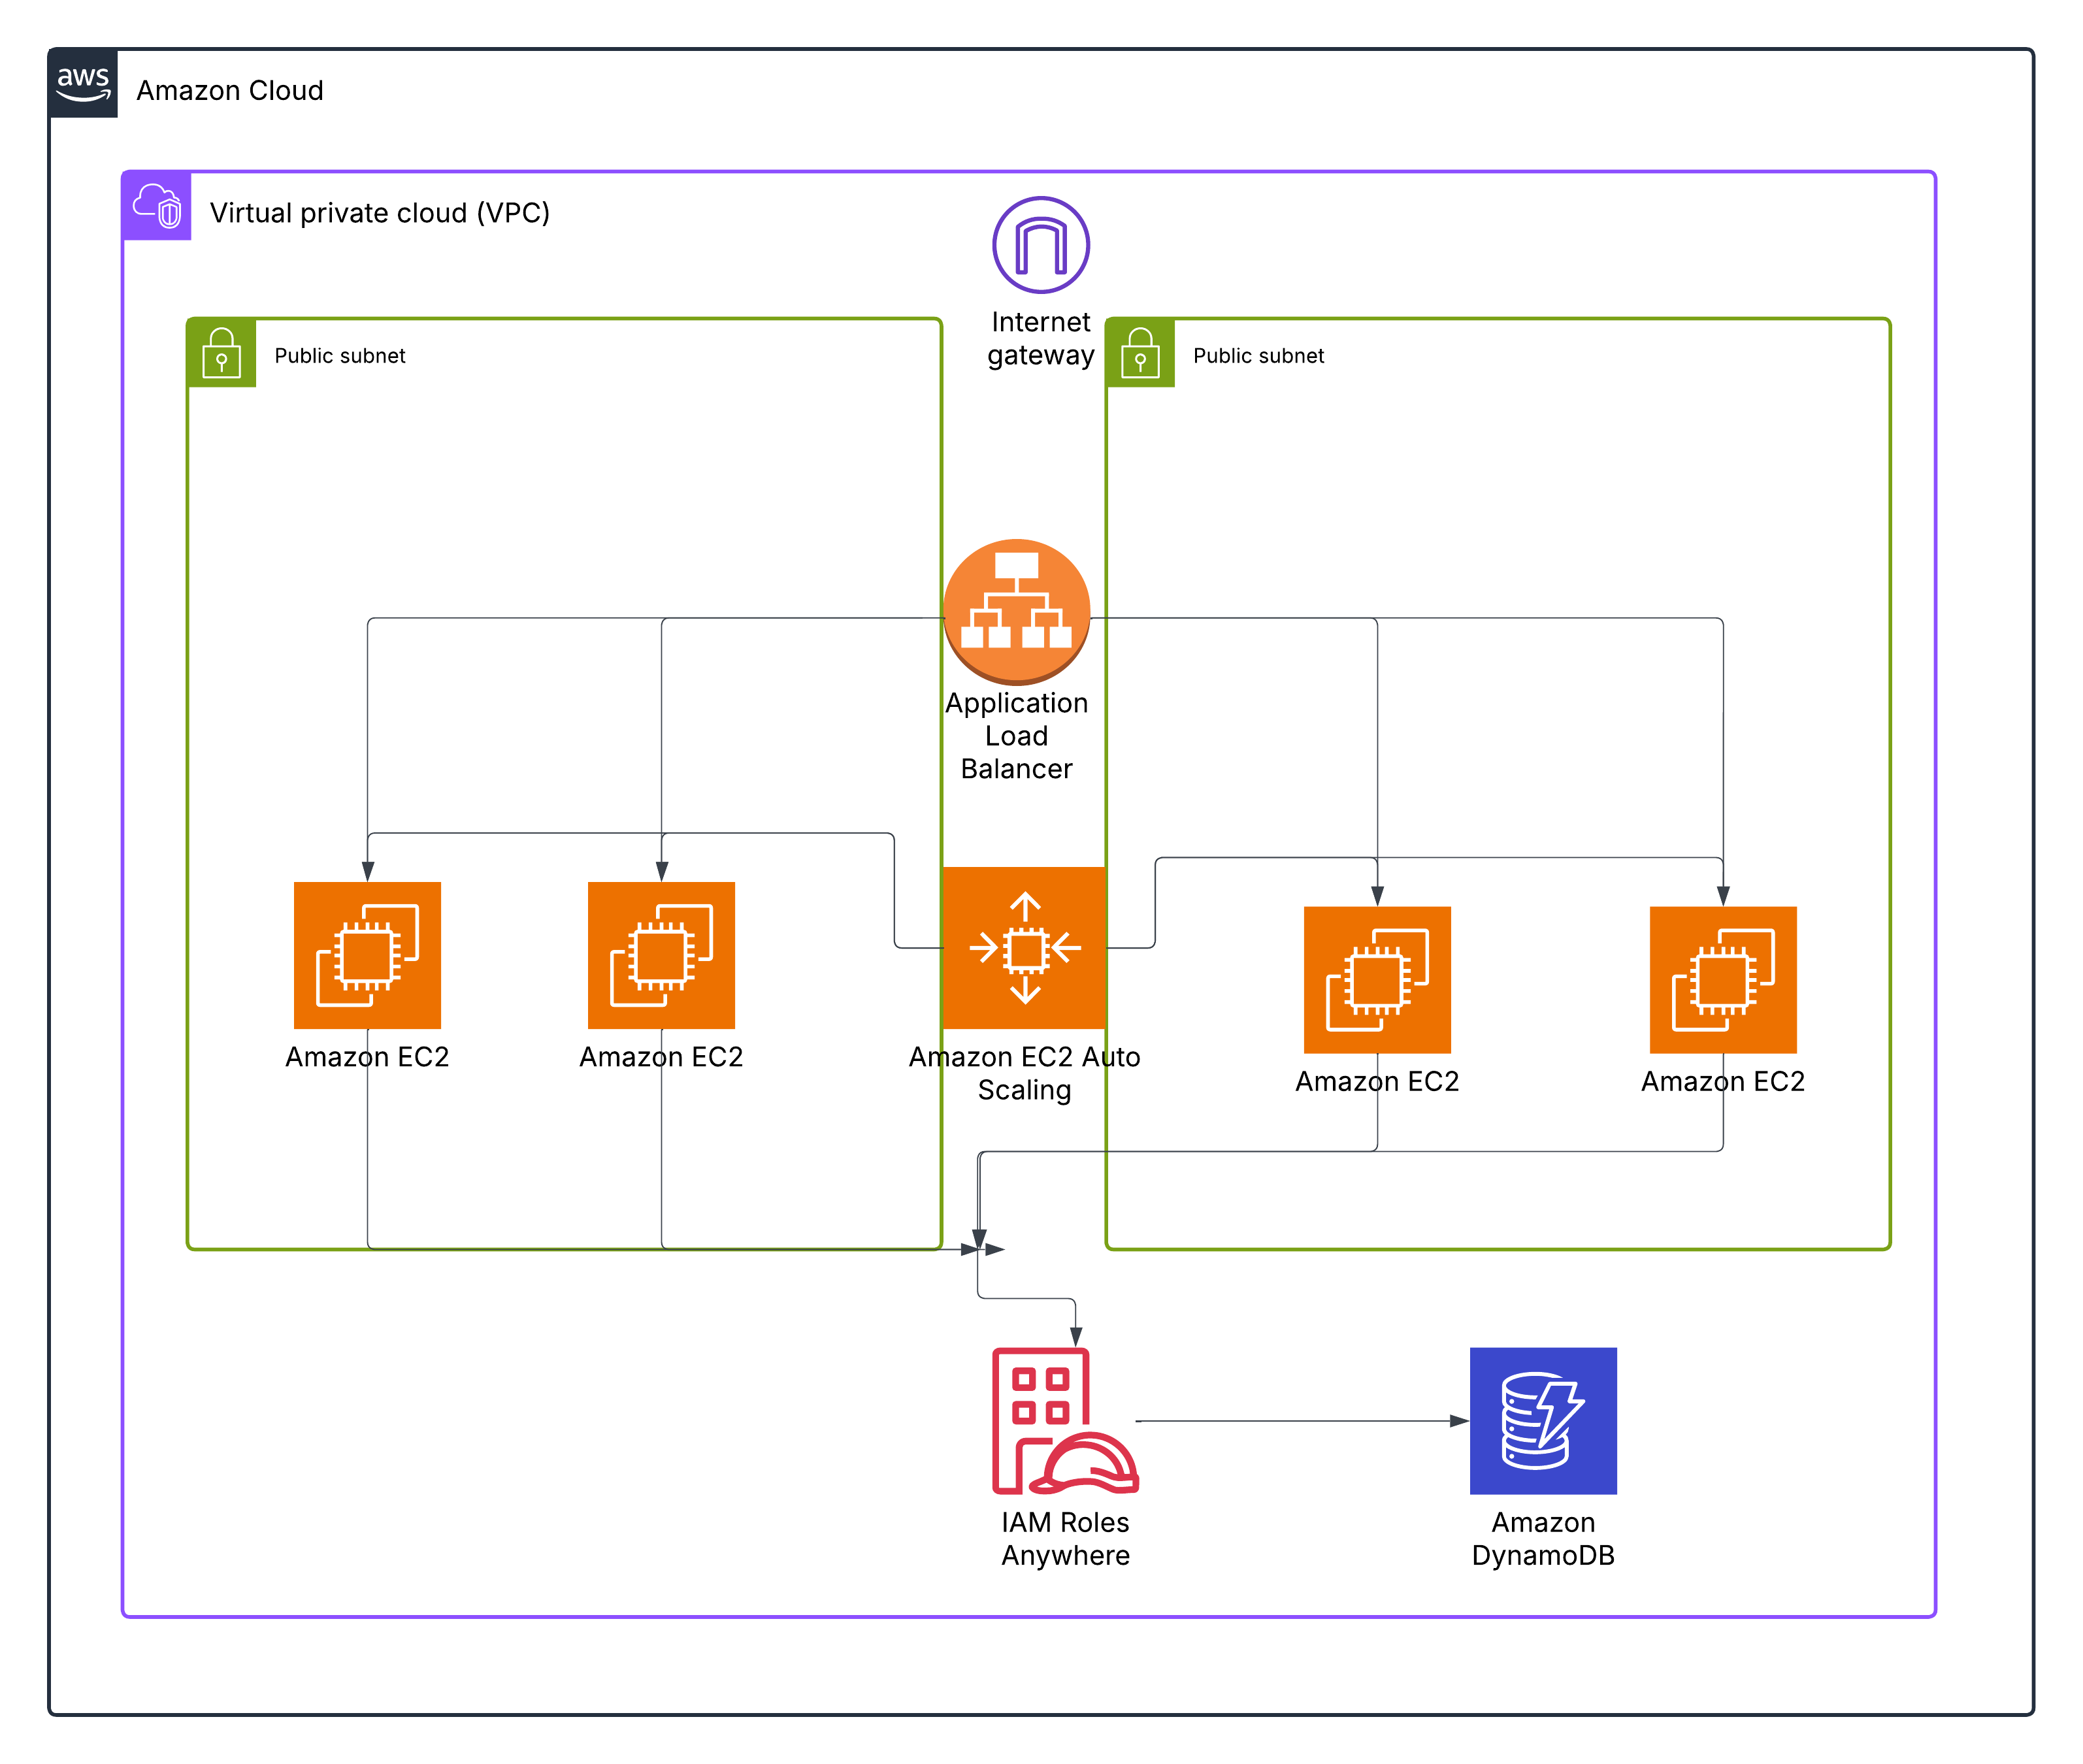 aws
Amazon Cloud
Virtual private cloud (VPC)
Internet
gateway
Public subnet
Public subnet
Application
Load
Balancer
Amazon EC2
Amazon EC2
Amazon EC2 Auto
Scaling
Amazon EC2
Amazon EC2
IAM Roles
Anywhere
Amazon
DynamoDB